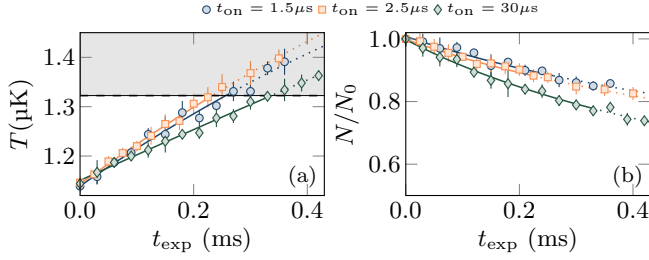 t_on = 1.5μs t_on = 2.5μs t_on = 30μs
T(μK)
1.4
1.3
1.2
0.0 0.2 0.4
t_exp (ms)
(a)
N/N_0
1.0
0.8
0.6
0.0 0.2 0.4
t_exp (ms)
(b)